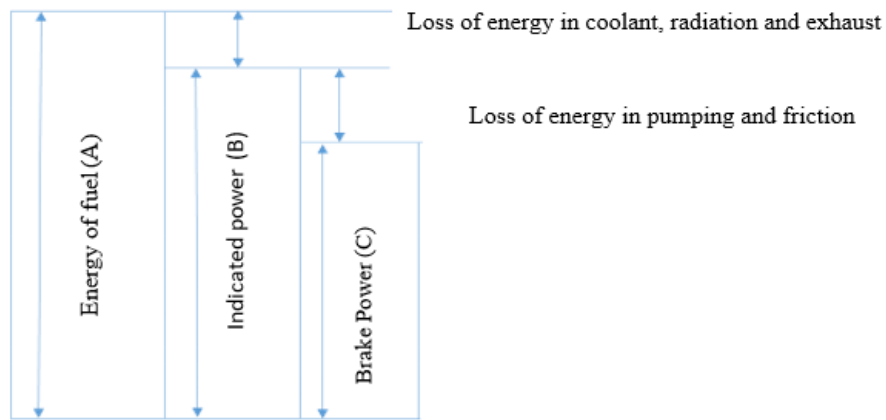 Loss of energy in coolant, radiation and exhaust
Loss of energy in pumping and friction
Energy of fuel (A)
Indicated power (B)
Brake Power (C)